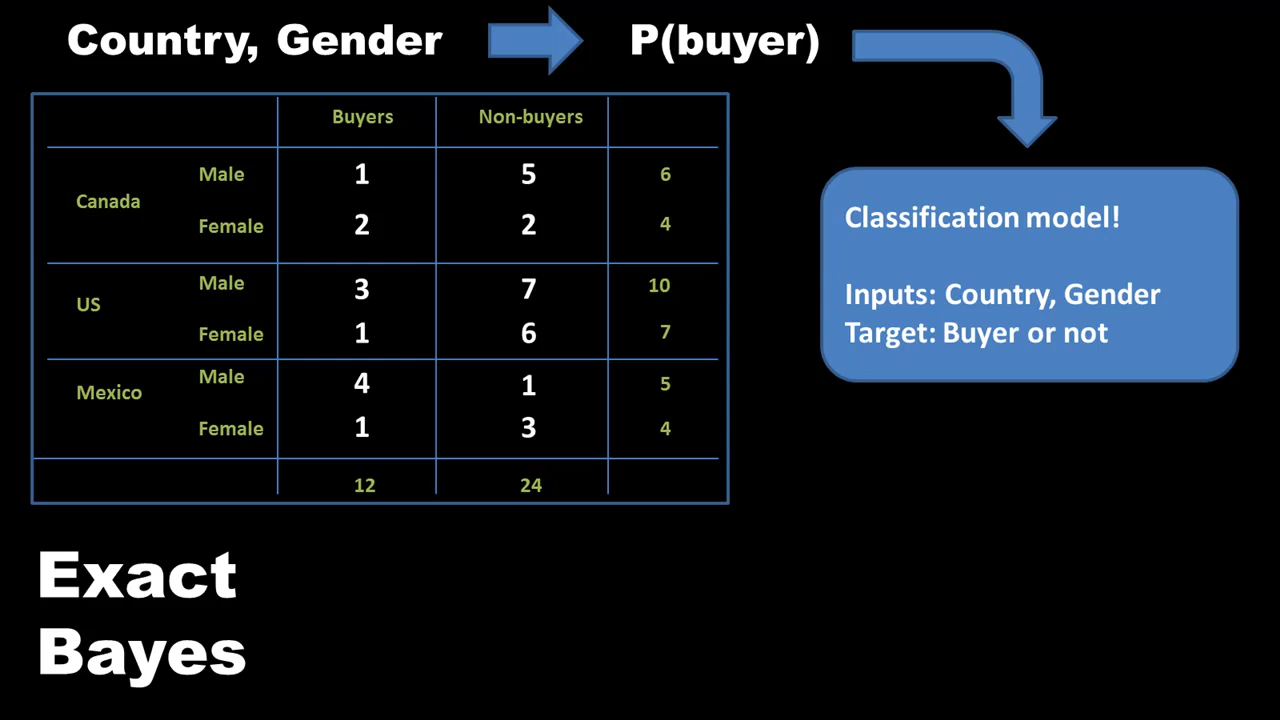 Country, Gender
P(buyer)
Buyers Non-buyers
Male 1 5 6
Canada
Female 2 2 4
Male 3 7 10
US
Female 1 6 7
Male 4 1 5
Mexico
Female 1 3 4
12 24
Classification model!
Inputs: Country, Gender
Target: Buyer or not
Exact
Bayes